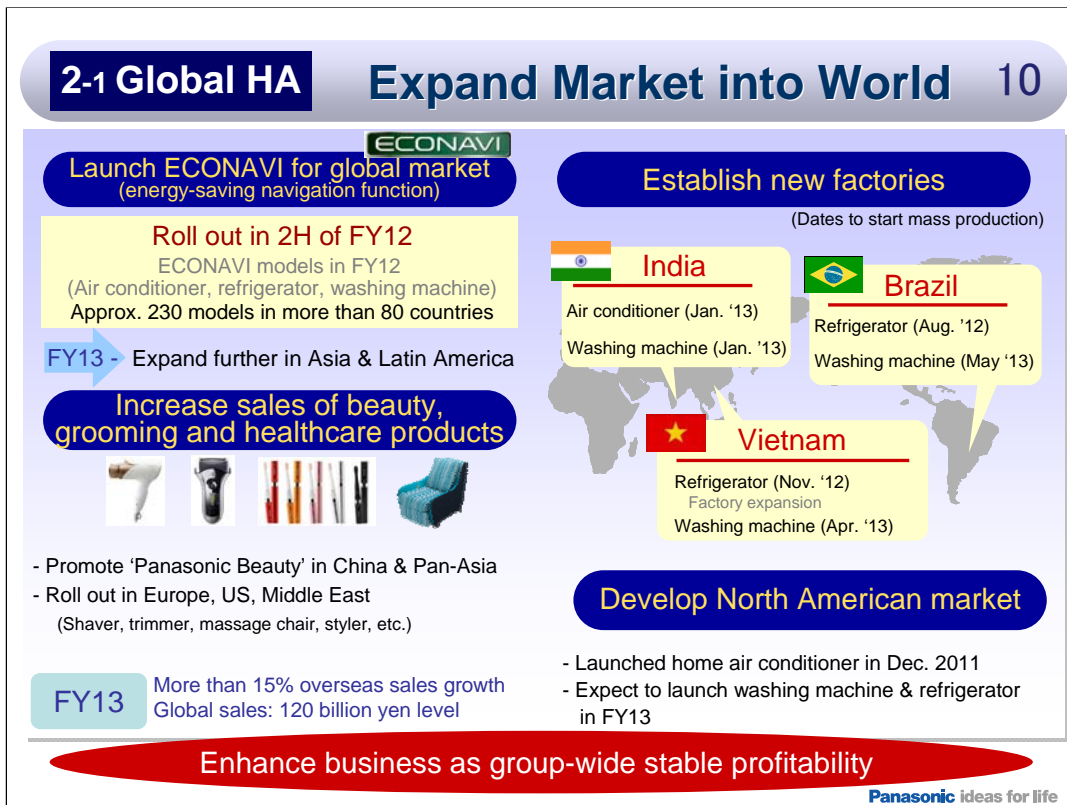 2-1 Global HA
Expand Market into World
10
ECONAVI
Launch ECONAVI for global market
(energy-saving navigation function)
Roll out in 2H of FY12
ECONAVI models in FY12
(Air conditioner, refrigerator, washing machine)
Approx. 230 models in more than 80 countries
FY13 - Expand further in Asia & Latin America
Increase sales of beauty,
grooming and healthcare products
- Promote ‘Panasonic Beauty’ in China & Pan-Asia
- Roll out in Europe, US, Middle East
(Shaver, trimmer, massage chair, styler, etc.)
FY13
More than 15% overseas sales growth
Global sales: 120 billion yen level
Establish new factories
(Dates to start mass production)
India
Air conditioner (Jan. ‘13)
Washing machine (Jan. ‘13)
Brazil
Refrigerator (Aug. ’12)
Washing machine (May ‘13)
Vietnam
Refrigerator (Nov. ‘12)
Factory expansion
Washing machine (Apr. ‘13)
Develop North American market
- Launched home air conditioner in Dec. 2011
- Expect to launch washing machine & refrigerator
in FY13
Enhance business as group-wide stable profitability
Panasonic ideas for life